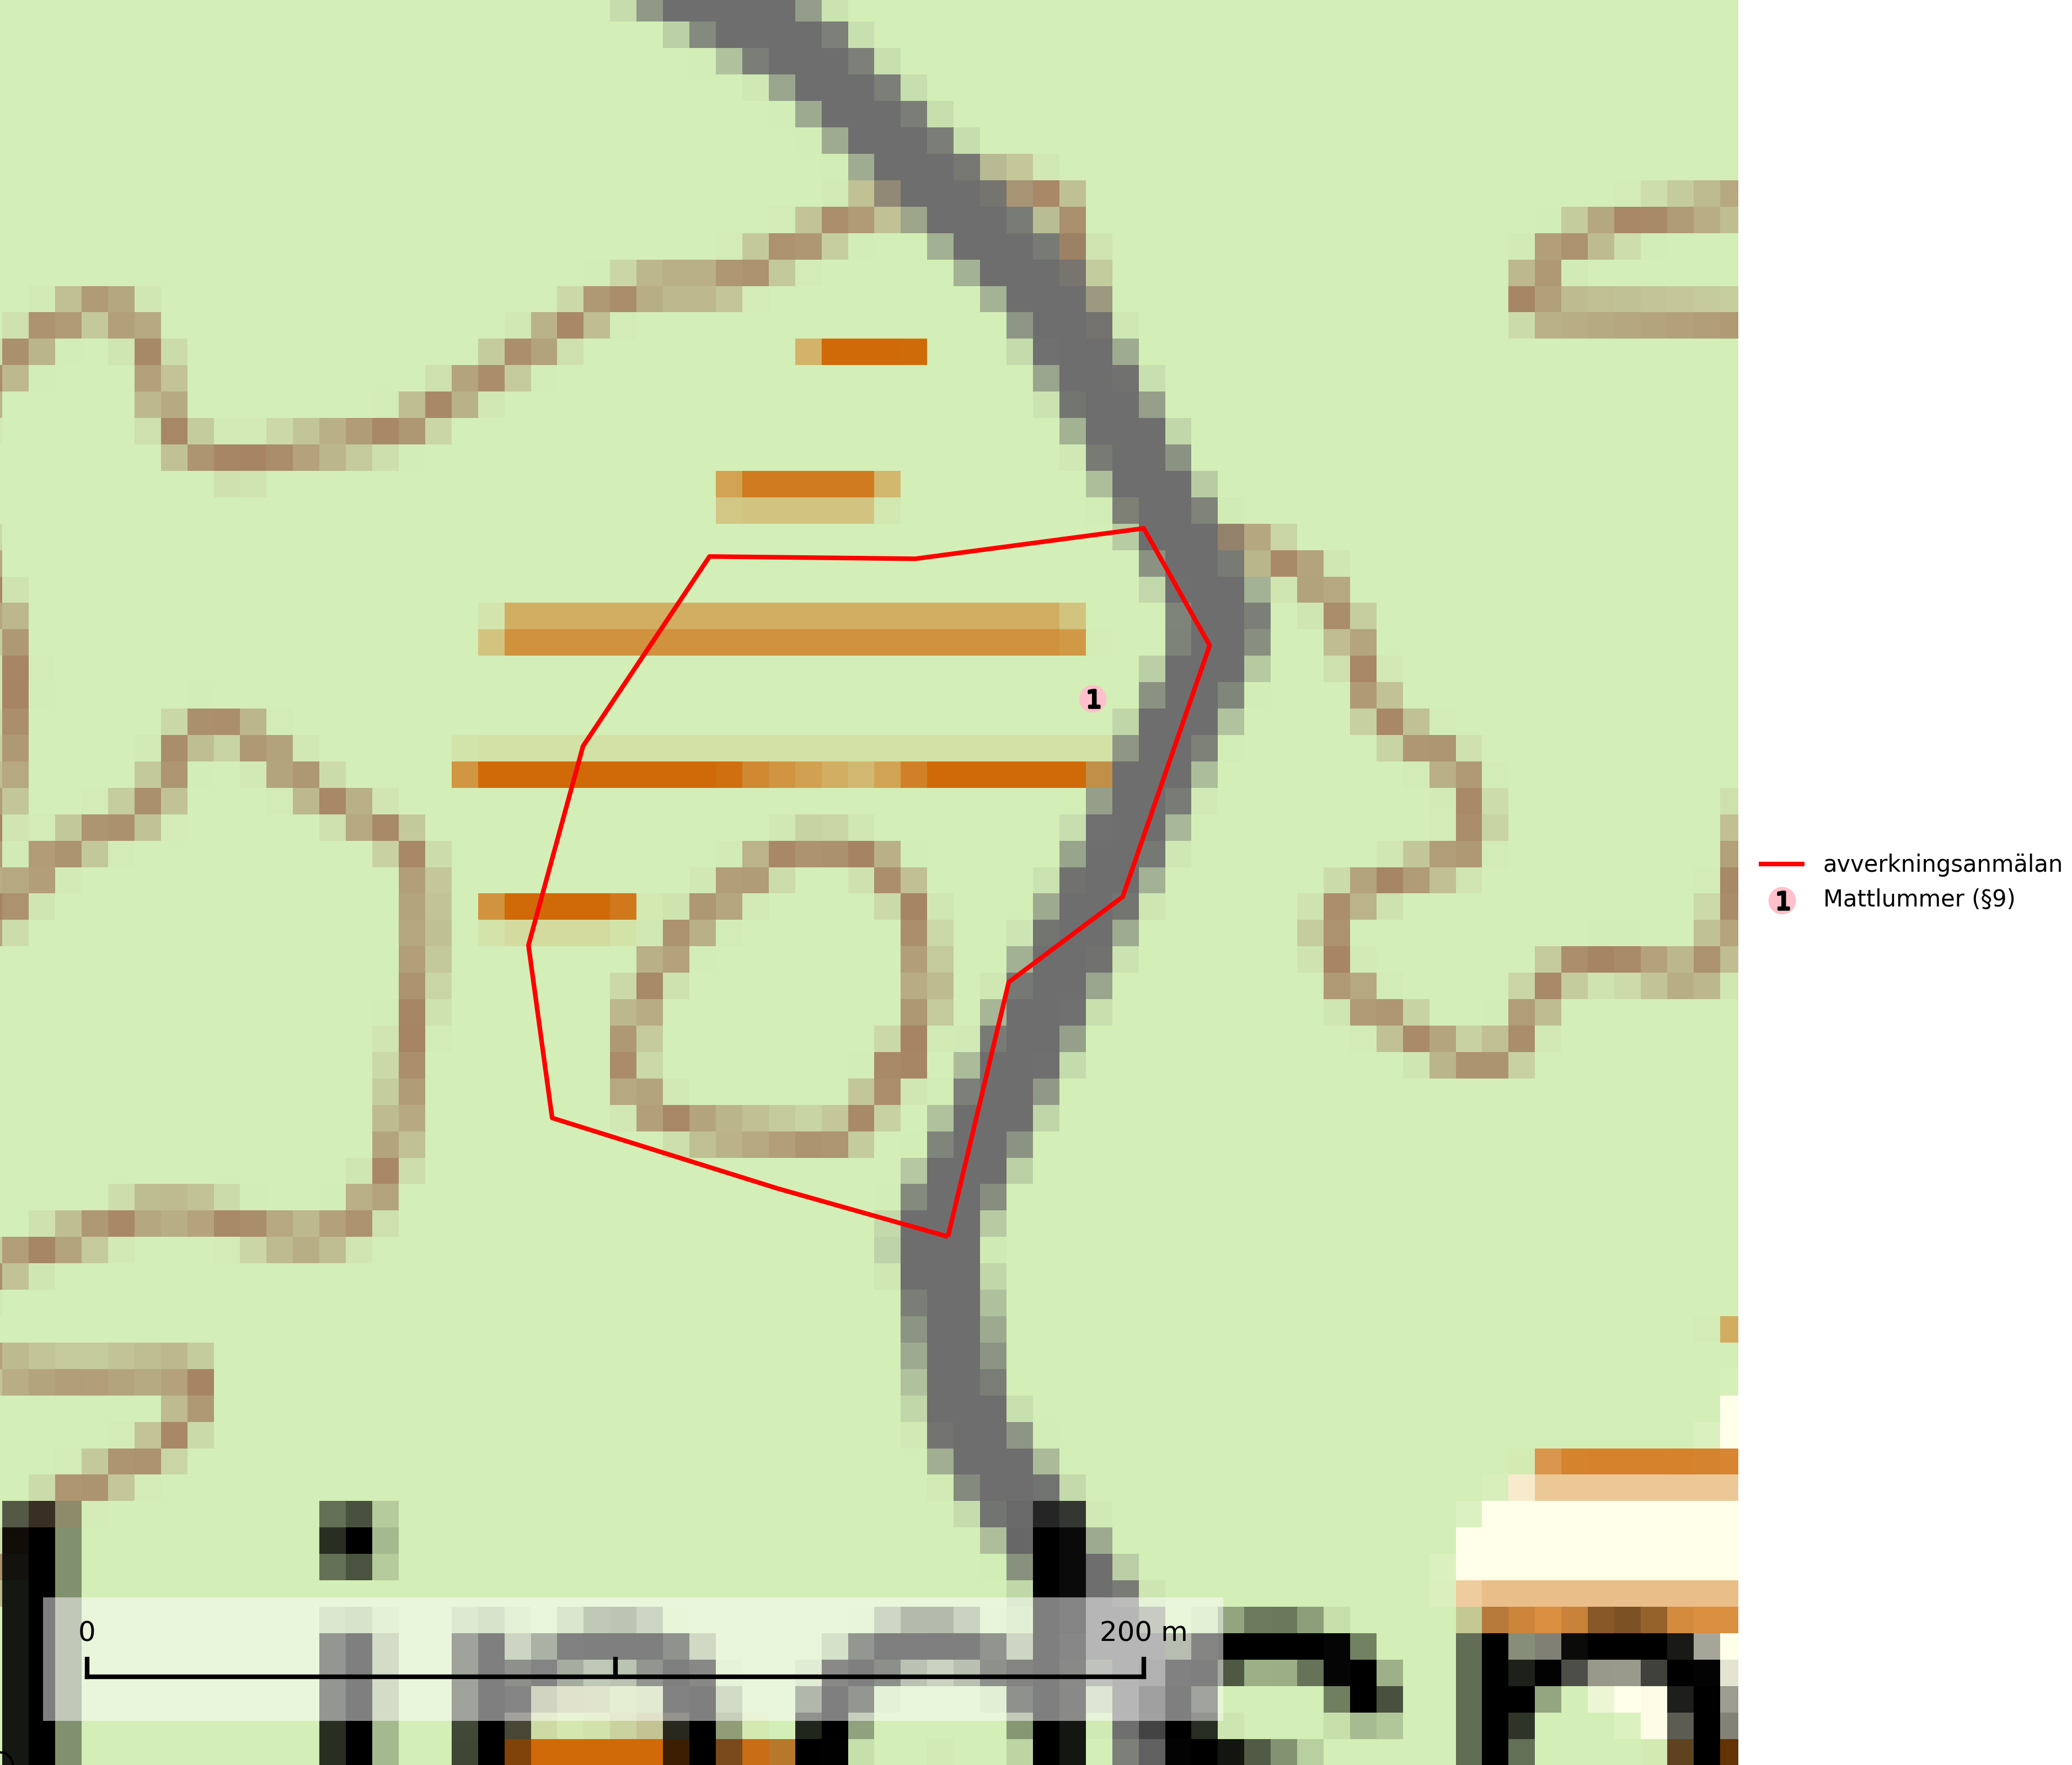 1
avverkningsanmälan
1 Mattlummer (§9)
0 200 m